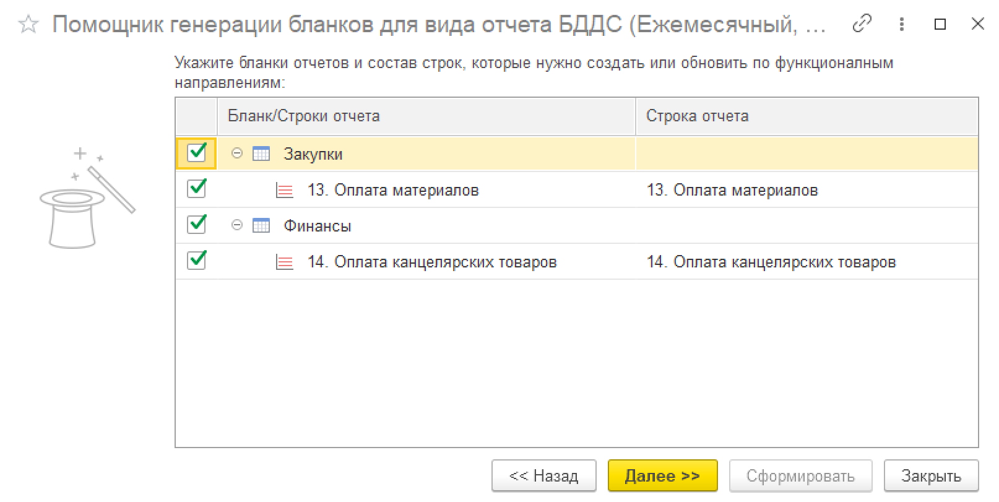 Помощник генерации бланков для вида отчета БДДС (Ежемесячный, ...
Укажите бланки отчетов и состав строк, которые нужно создать или обновить по функционалным
направлениям:
Бланк/Строки отчета Строка отчета
Закупки
13. Оплата материалов 13. Оплата материалов
Финансы
14. Оплата канцелярских товаров 14. Оплата канцелярских товаров
<< Назад Далее >> Сформировать Закрыть